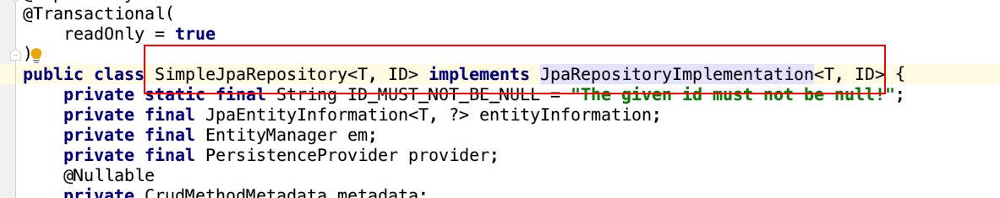 @Transactional(
    readOnly = true
)
public class SimpleJpaRepository<T, ID> implements JpaRepositoryImplementation<T, ID> {
    private static final String ID_MUST_NOT_BE_NULL = "The given id must not be null!";
    private final JpaEntityInformation<T, ?> entityInformation;
    private final EntityManager em;
    private final PersistenceProvider provider;
    @Nullable
    private CrudMethodMetadata metadata;